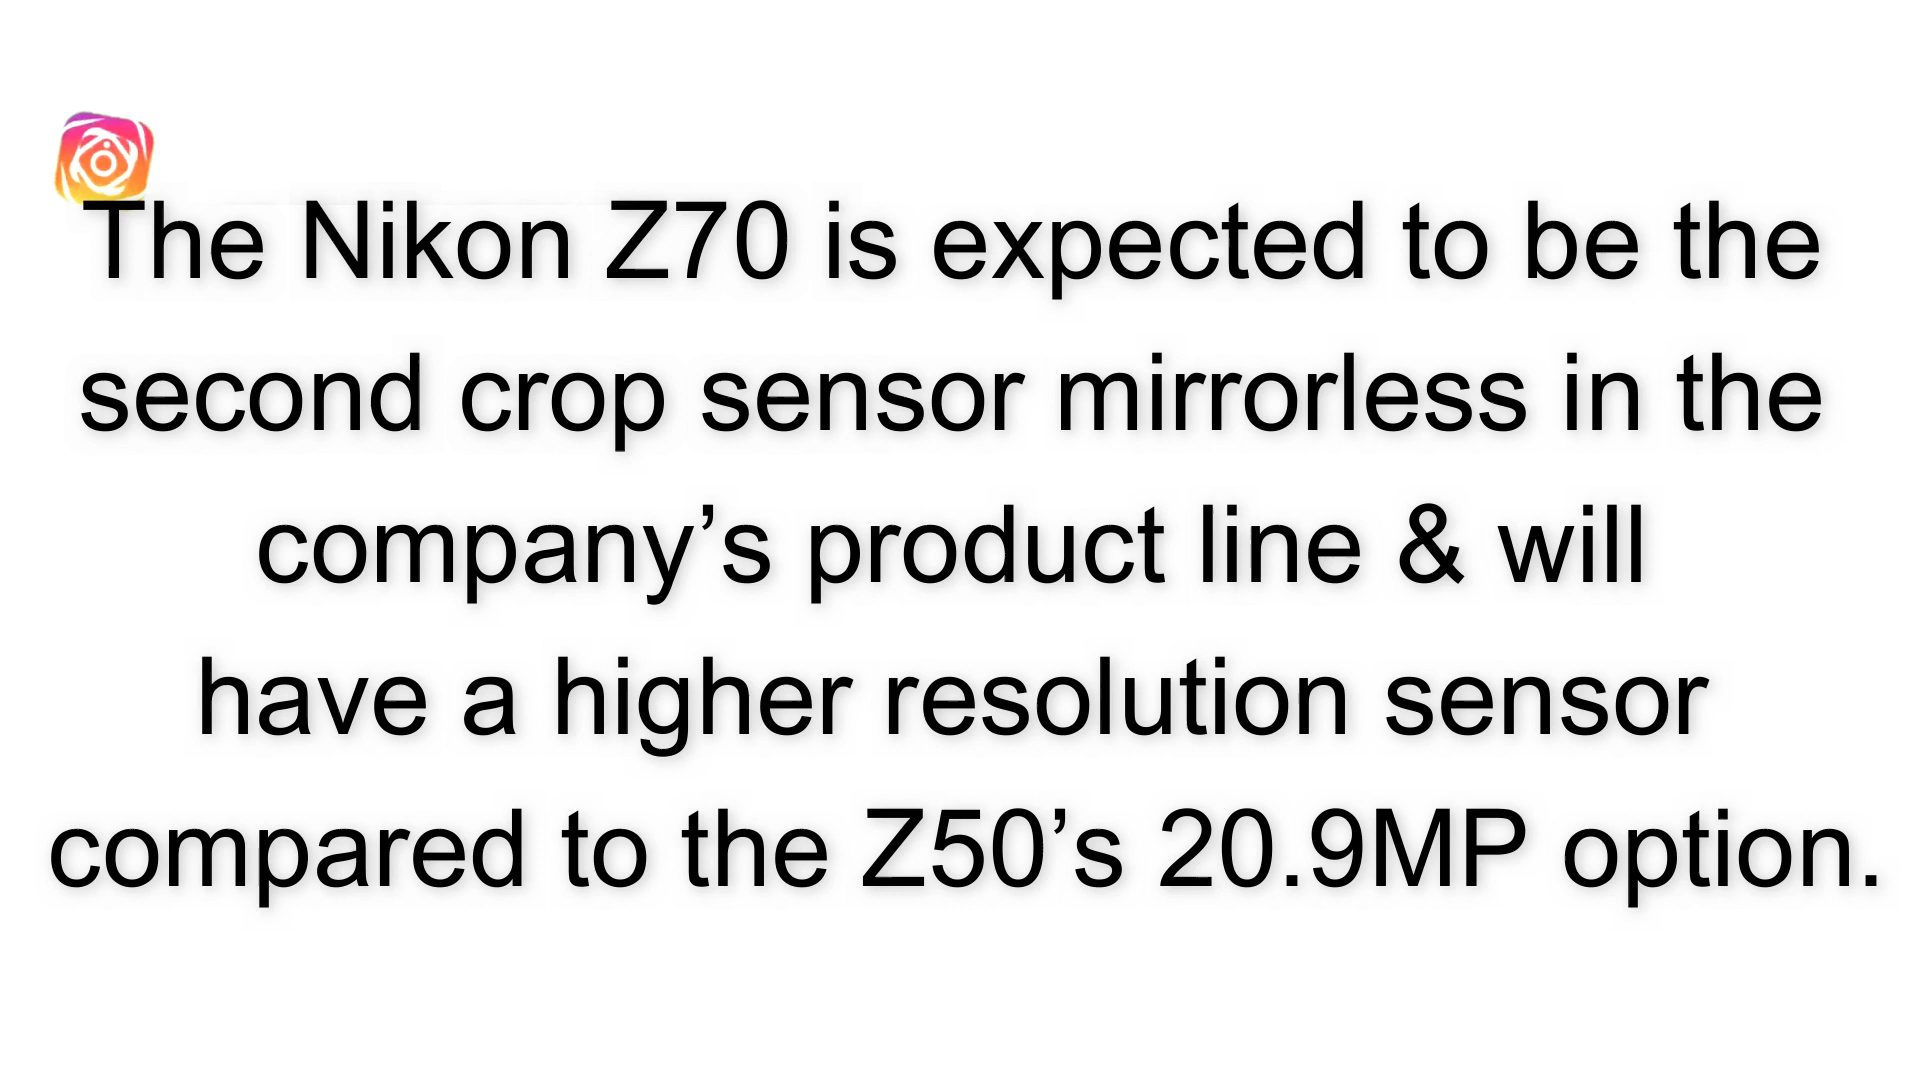 The Nikon Z70 is expected to be the
second crop sensor mirrorless in the
company’s product line & will
have a higher resolution sensor
compared to the Z50’s 20.9MP option.